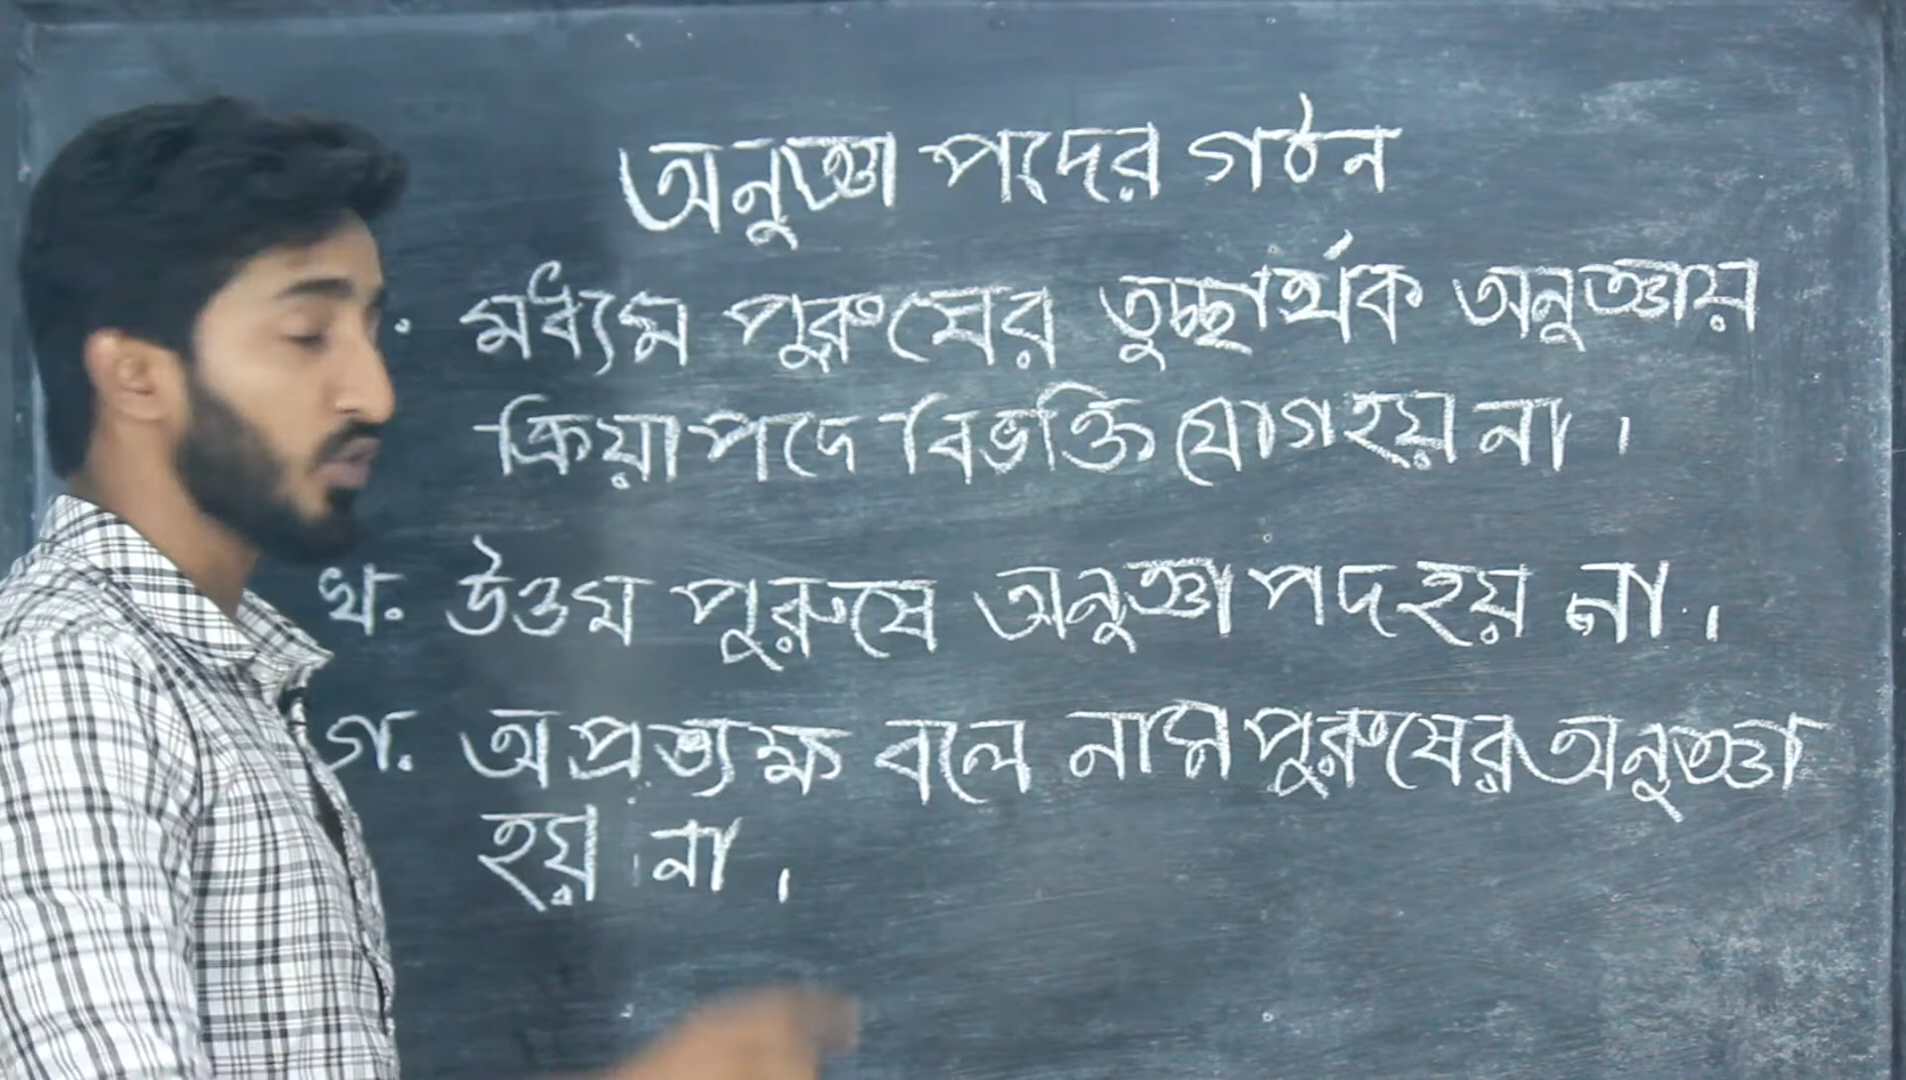 অনুজ্ঞা পদের গঠন
. মধ্যম পুরুষের তুচ্ছার্থক অনুজ্ঞায়
ক্রিয়াপদে বিভক্তি যোগ হয় না।
খ. উত্তম পুরুষে অনুজ্ঞা পদ হয় না।
গ. অপ্রত্যক্ষ বলে নাম পুরুষের অনুজ্ঞা
হয় না।